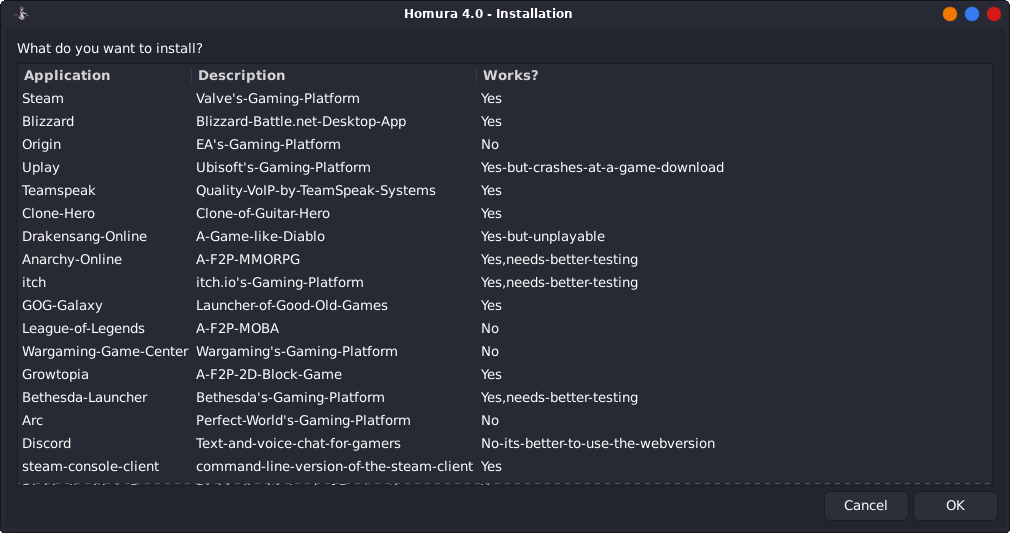 Homura 4.0 - Installation
What do you want to install?
Application Description Works?
Steam Valve's-Gaming-Platform Yes
Blizzard Blizzard-Battle.net-Desktop-App Yes
Origin EA's-Gaming-Platform No
Uplay Ubisoft's-Gaming-Platform Yes-but-crashes-at-a-game-download
Teamspeak Quality-VoIP-by-TeamSpeak-Systems Yes
Clone-Hero Clone-of-Guitar-Hero Yes
Drakensang-Online A-Game-like-Diablo Yes-but-unplayable
Anarchy-Online A-F2P-MMORPG Yes,needs-better-testing
itch itch.io's-Gaming-Platform Yes,needs-better-testing
GOG-Galaxy Launcher-of-Good-Old-Games Yes
League-of-Legends A-F2P-MOBA No
Wargaming-Game-Center Wargaming's-Gaming-Platform No
Growtopia A-F2P-2D-Block-Game Yes
Bethesda-Launcher Bethesda's-Gaming-Platform Yes,needs-better-testing
Arc Perfect-World's-Gaming-Platform No
Discord Text-and-voice-chat-for-gamers No-its-better-to-use-the-webversion
steam-console-client command-line-version-of-the-steam-client Yes
Cancel OK